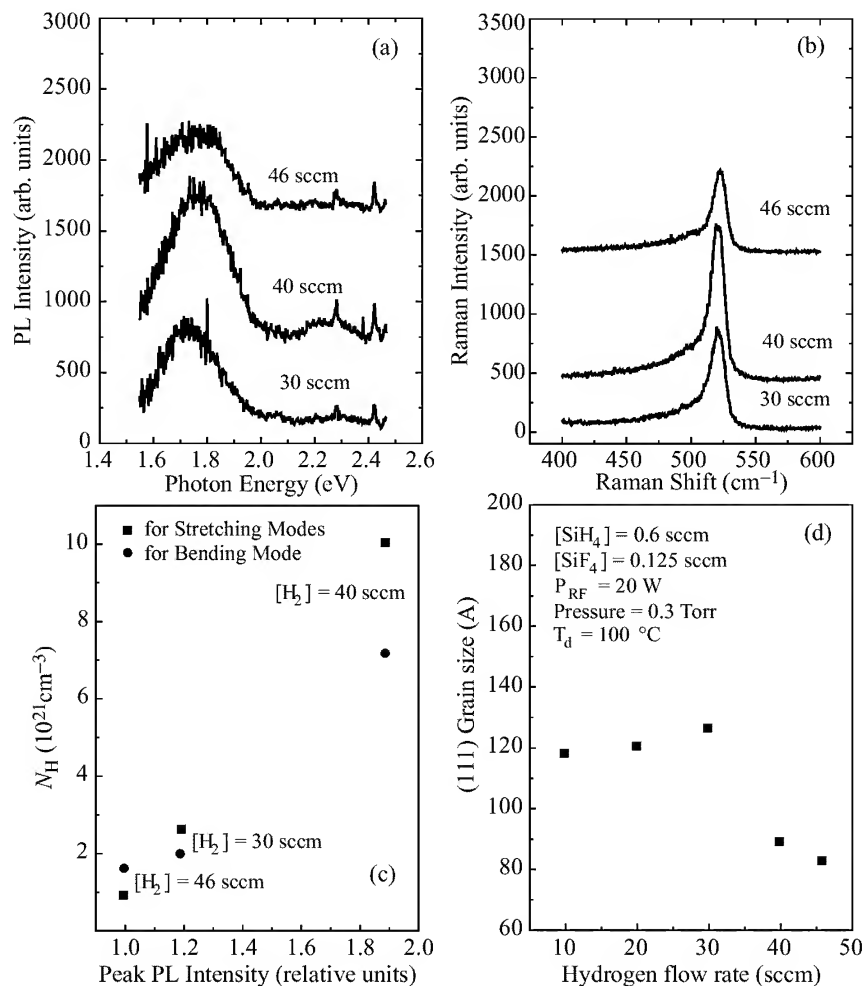 (a)
PL Intensity (arb. units)
3000
2500
2000
1500
1000
500
0
46 sccm
40 sccm
30 sccm
1.4 1.6 1.8 2.0 2.2 2.4 2.6
Photon Energy (eV)
(b)
Raman Intensity (arb. units)
3500
3000
2500
2000
1500
1000
500
0
46 sccm
40 sccm
30 sccm
400 450 500 550 600
Raman Shift (cm⁻¹)
■ for Stretching Modes
● for Bending Mode
N_H (10²¹cm⁻³)
10
8
6
4
2
[H₂] = 40 sccm
[H₂] = 30 sccm
[H₂] = 46 sccm
(c)
1.0 1.2 1.4 1.6 1.8 2.0
Peak PL Intensity (relative units)
(d)
[SiH₄] = 0.6 sccm
[SiF₄] = 0.125 sccm
P_RF = 20 W
Pressure = 0.3 Torr
T_d = 100 °C
(111) Grain size (A)
200
180
160
140
120
100
80
60
10 20 30 40 50
Hydrogen flow rate (sccm)